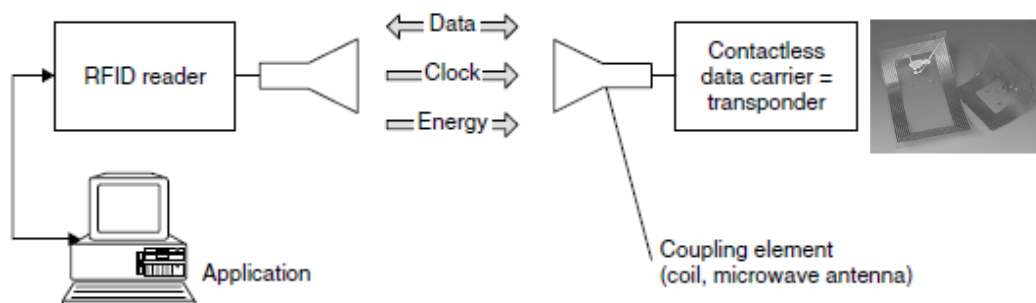 Data
RFID reader
Clock
Energy
Contactless
data carrier =
transponder
Application
Coupling element
(coil, microwave antenna)